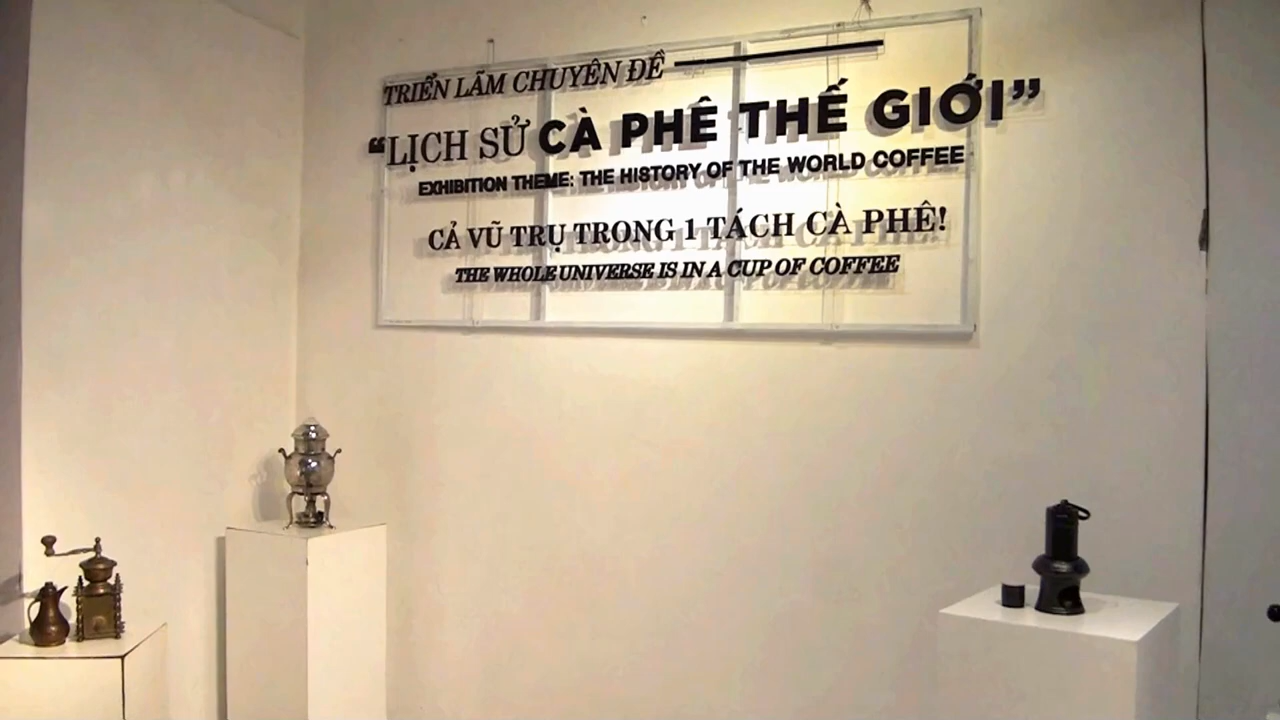 TRIỂN LÃM CHUYÊN ĐỀ
“LỊCH SỬ CÀ PHÊ THẾ GIỚI”
EXHIBITION THEME: THE HISTORY OF THE WORLD COFFEE
CẢ VŨ TRỤ TRONG 1 TÁCH CÀ PHÊ!
THE WHOLE UNIVERSE IS IN A CUP OF COFFEE